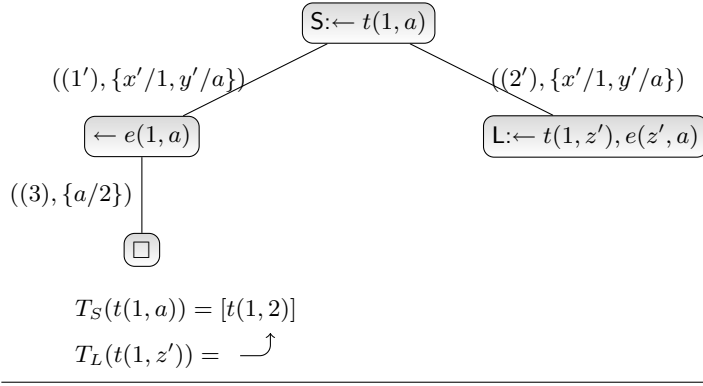 S:← t(1, a)
((1′), {x′/1, y′/a})
((2′), {x′/1, y′/a})
← e(1, a)
L:← t(1, z′), e(z′, a)
((3), {a/2})
□
T_S(t(1, a)) = [t(1, 2)]
T_L(t(1, z′)) =